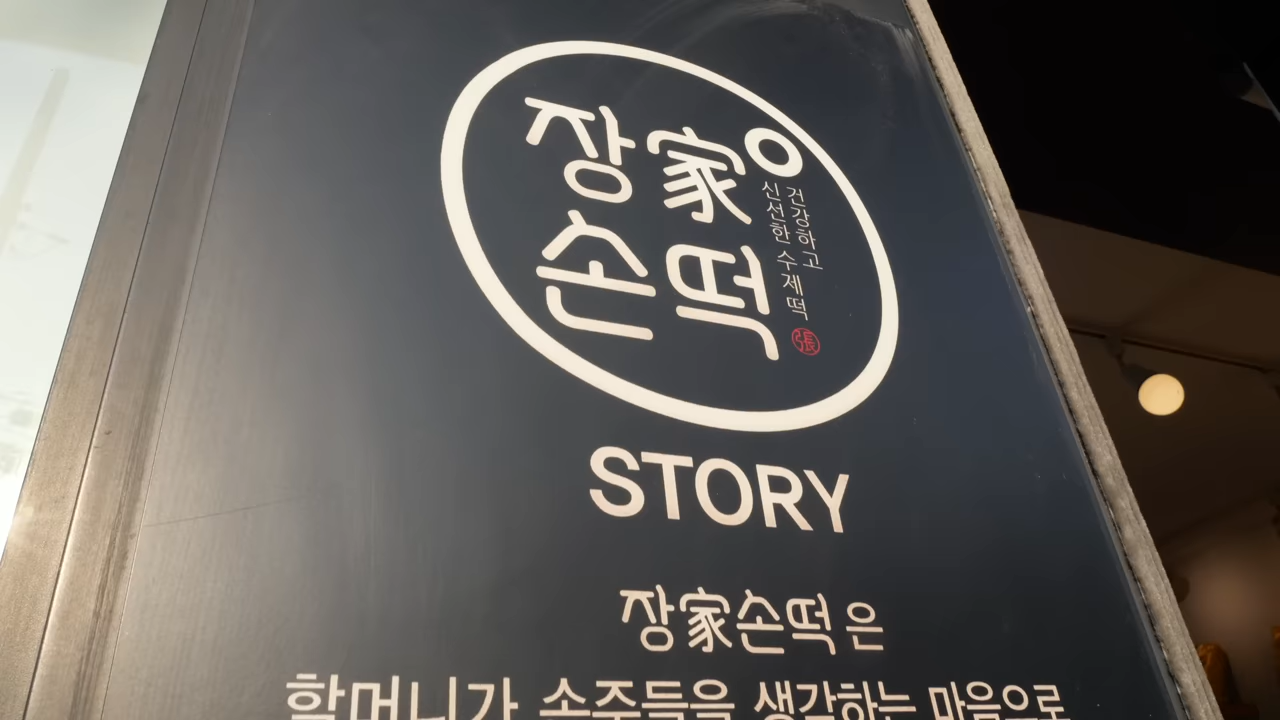 장家
손떡
건강하고
신선한 수제떡
張
STORY
장家손떡은
할머니가 손주들을 생각하는 마음으로